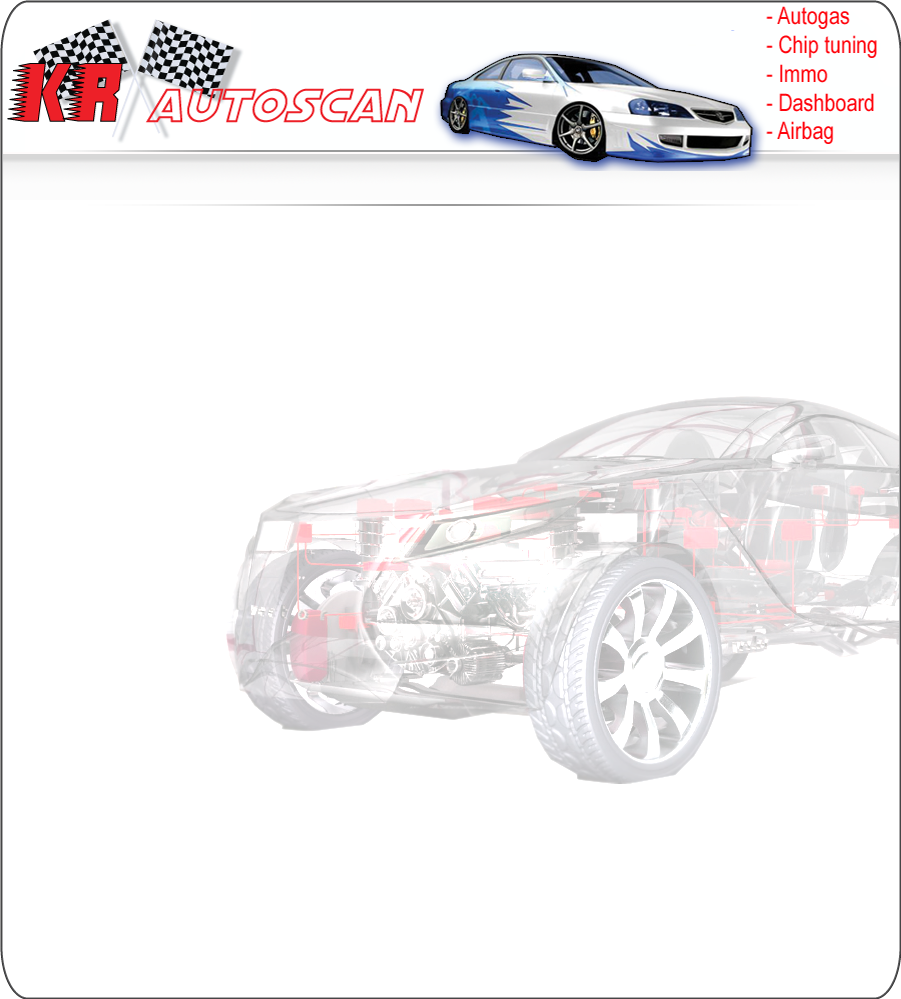 KR AUTOSCAN
- Autogas
- Chip tuning
- Immo
- Dashboard
- Airbag